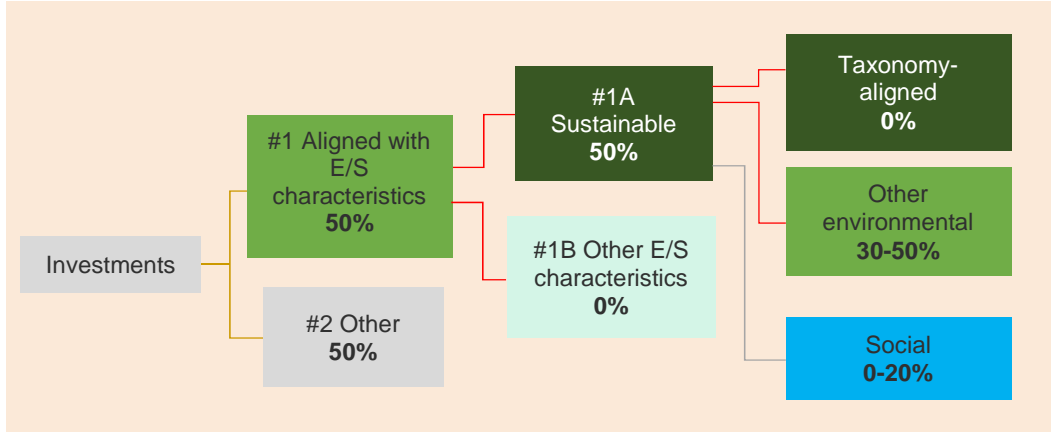 Investments
#1 Aligned with
E/S
characteristics
50%
#2 Other
50%
#1A
Sustainable
50%
#1B Other E/S
characteristics
0%
Taxonomy-
aligned
0%
Other
environmental
30-50%
Social
0-20%